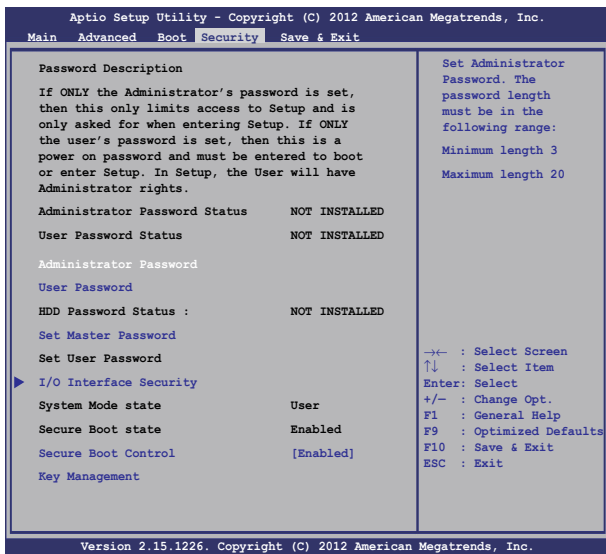 Aptio Setup Utility - Copyright (C) 2012 American Megatrends, Inc.
Main Advanced Boot Security Save & Exit
Password Description
If ONLY the Administrator's password is set,
then this only limits access to Setup and is
only asked for when entering Setup. If ONLY
the user's password is set, then this is a
power on password and must be entered to boot
or enter Setup. In Setup, the User will have
Administrator rights.
Administrator Password Status NOT INSTALLED
User Password Status NOT INSTALLED
Administrator Password
User Password
HDD Password Status : NOT INSTALLED
Set Master Password
Set User Password
I/O Interface Security
System Mode state User
Secure Boot state Enabled
Secure Boot Control [Enabled]
Key Management
Set Administrator
Password. The
password length
must be in the
following range:
Minimum length 3
Maximum length 20
→← : Select Screen
↑↓ : Select Item
Enter: Select
+/— : Change Opt.
F1 : General Help
F9 : Optimized Defaults
F10 : Save & Exit
ESC : Exit
Version 2.15.1226. Copyright (C) 2012 American Megatrends, Inc.